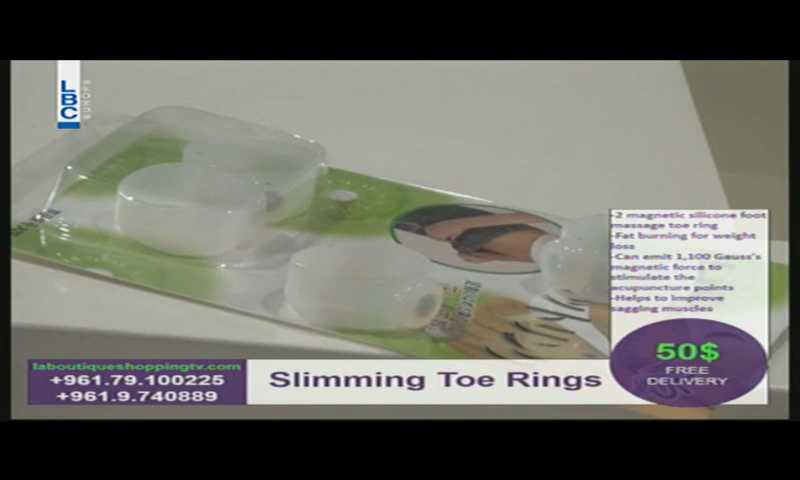 LBC
EUROPE
-2 magnetic silicone foot
massage toe ring
-Fat burning for weight
loss
-Can emit 1,100 Gauss's
magnetic force to
stimulate the
acupuncture points
-Helps to improve
sagging muscles
50$
FREE
DELIVERY
laboutiqueshoppingtv.com
+961.79.100225
+961.9.740889
Slimming Toe Rings